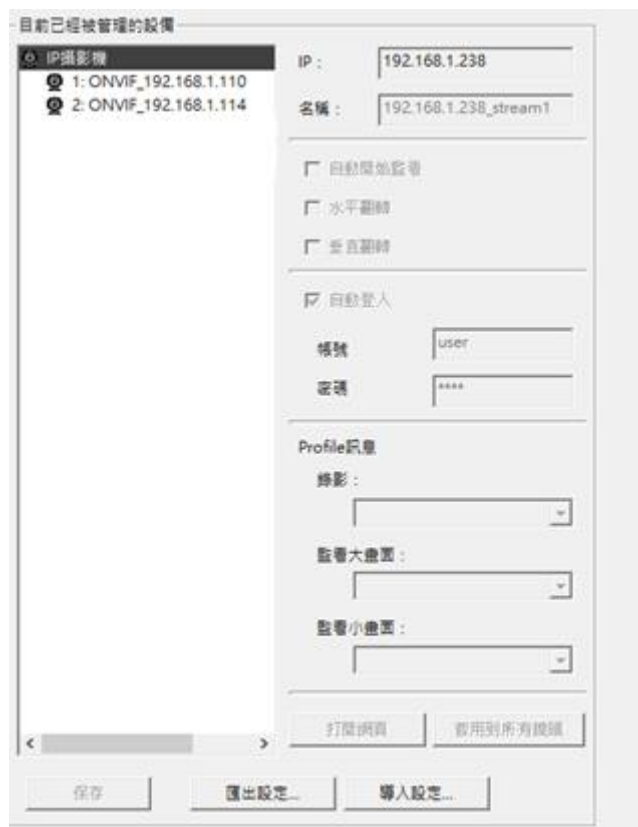 目前已經被管理的設備
IP攝影機
1: ONVIF_192.168.1.110
2: ONVIF_192.168.1.114
IP：
192.168.1.238
名稱：
192.168.1.238_stream1
自動開始監看
水平翻轉
垂直翻轉
自動登入
帳號
user
密碼
****
Profile訊息
錄影：
監看大畫面：
監看小畫面：
打開網頁
套用到所有鏡頭
保存
匯出設定...
導入設定...